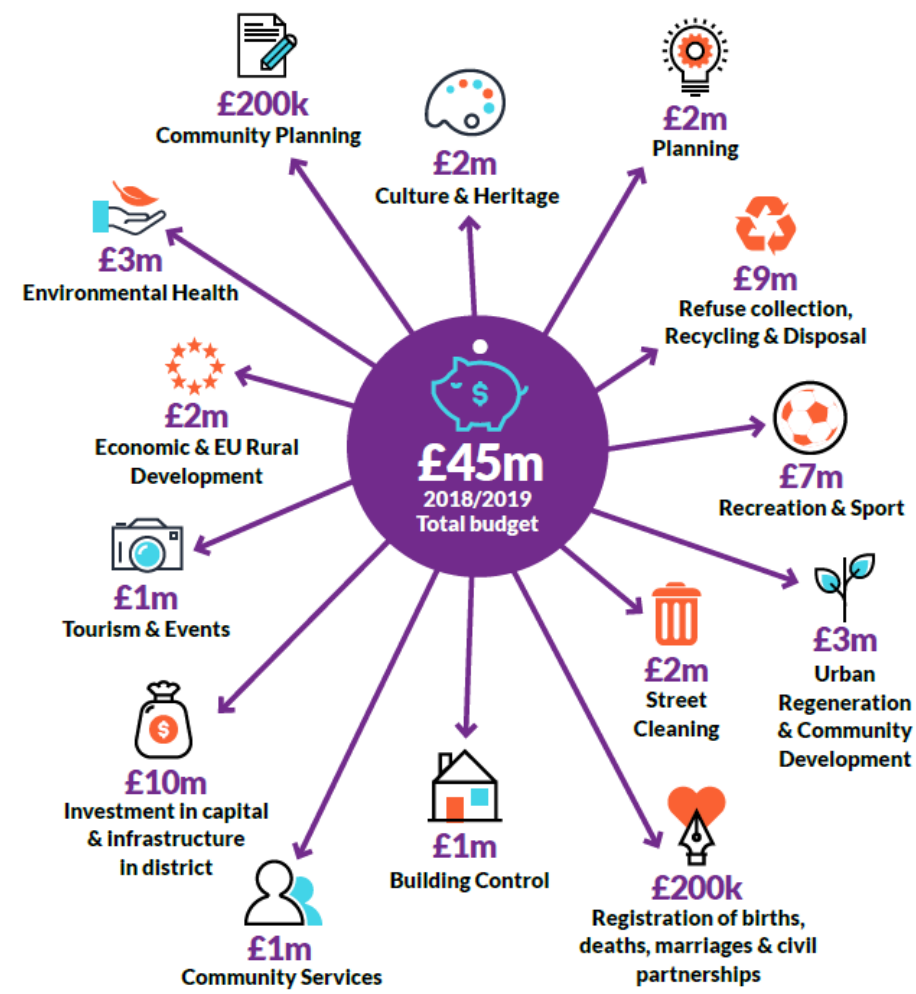 £200k
Community Planning
£2m
Culture & Heritage
£2m
Planning
£3m
Environmental Health
£9m
Refuse collection,
Recycling & Disposal
£2m
Economic & EU Rural
Development
$
£45m
2018/2019
Total budget
£7m
Recreation & Sport
£1m
Tourism & Events
£3m
Urban
Regeneration
& Community
Development
£2m
Street
Cleaning
$
£10m
Investment in capital
& infrastructure
in district
£1m
Building Control
£200k
Registration of births,
deaths, marriages & civil
partnerships
£1m
Community Services